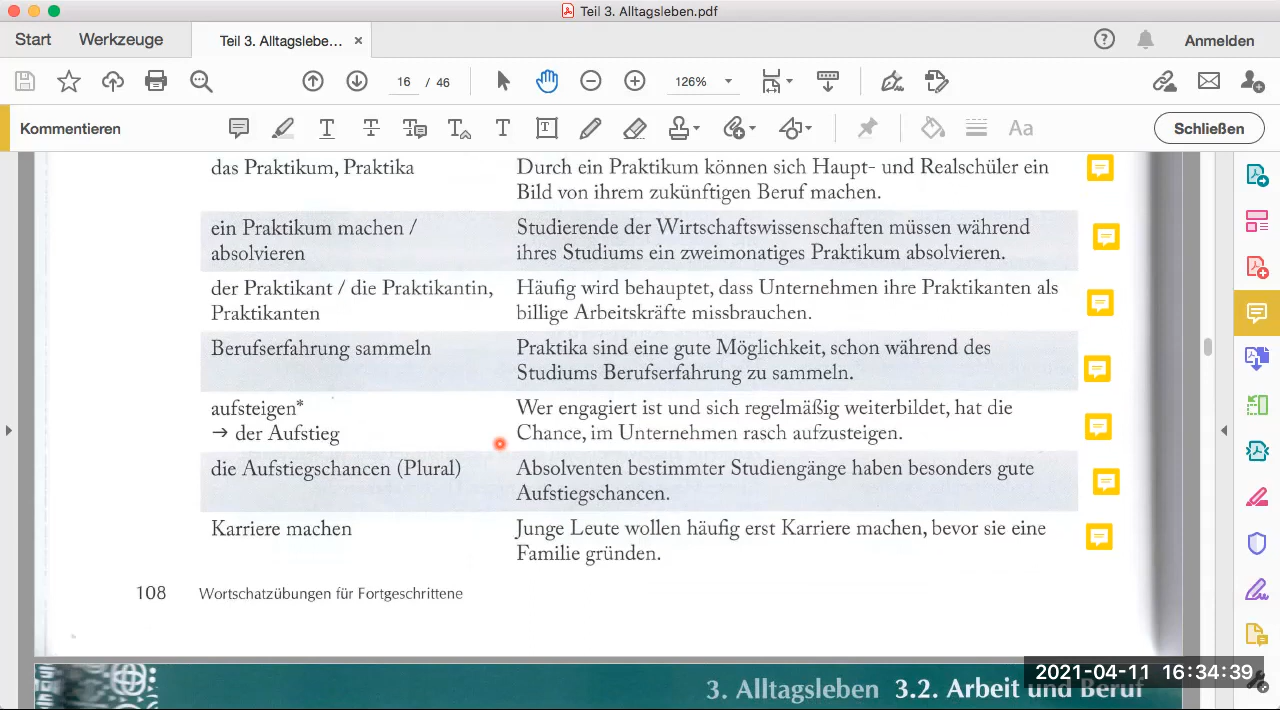 Teil 3. Alltagsleben.pdf
Start Werkzeuge Teil 3. Alltagslebe... × Anmelden
16 / 46 126%
Kommentieren Aa Schließen
das Praktikum, Praktika
Durch ein Praktikum können sich Haupt- und Realschüler ein
Bild von ihrem zukünftigen Beruf machen.
ein Praktikum machen /
absolvieren
Studierende der Wirtschaftswissenschaften müssen während
ihres Studiums ein zweimonatiges Praktikum absolvieren.
der Praktikant / die Praktikantin,
Praktikanten
Häufig wird behauptet, dass Unternehmen ihre Praktikanten als
billige Arbeitskräfte missbrauchen.
Berufserfahrung sammeln
Praktika sind eine gute Möglichkeit, schon während des
Studiums Berufserfahrung zu sammeln.
aufsteigen*
→ der Aufstieg
Wer engagiert ist und sich regelmäßig weiterbildet, hat die
Chance, im Unternehmen rasch aufzusteigen.
die Aufstiegschancen (Plural)
Absolventen bestimmter Studiengänge haben besonders gute
Aufstiegschancen.
Karriere machen
Junge Leute wollen häufig erst Karriere machen, bevor sie eine
Familie gründen.
108 Wortschatzübungen für Fortgeschrittene
3. Alltagsleben 3.2. Arbeit und Beruf
2021-04-11 16:34:39